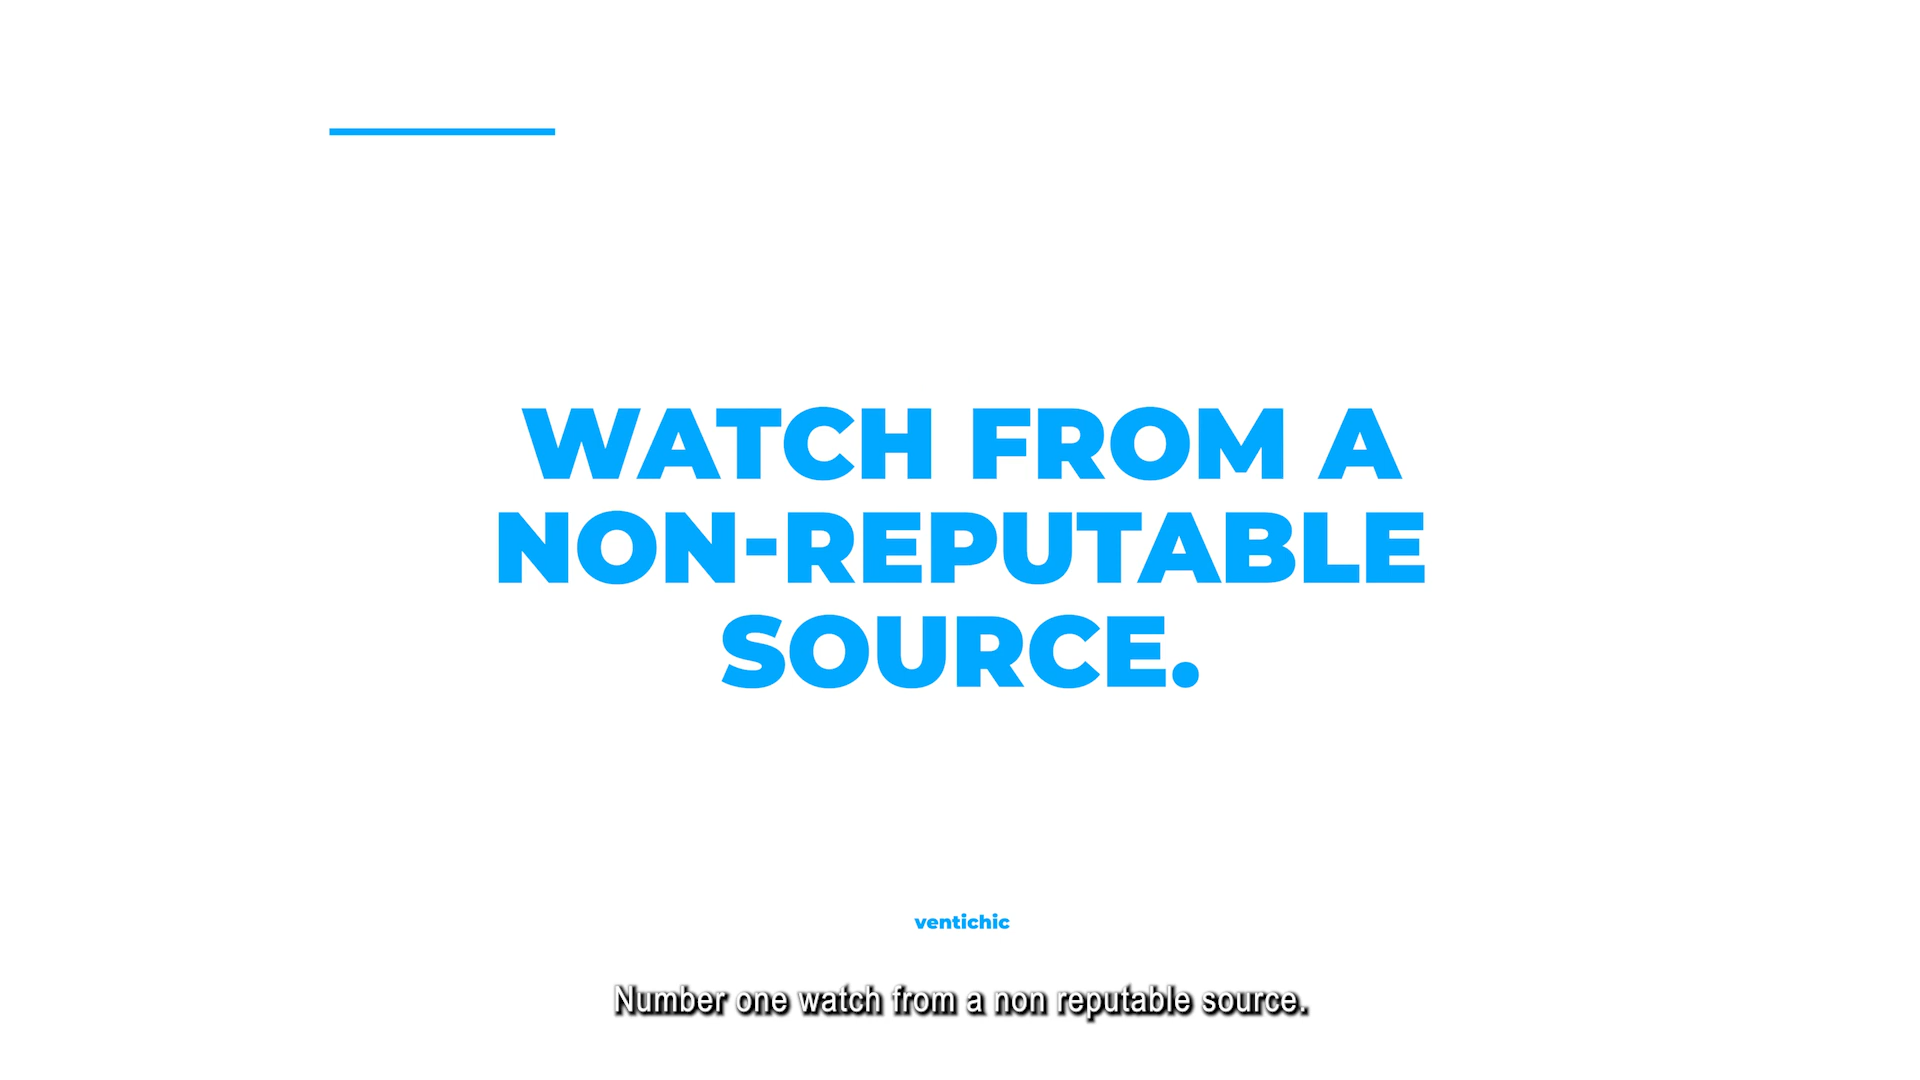 WATCH FROM A
NON-REPUTABLE
SOURCE.
ventichic
Number one watch from a non reputable source.